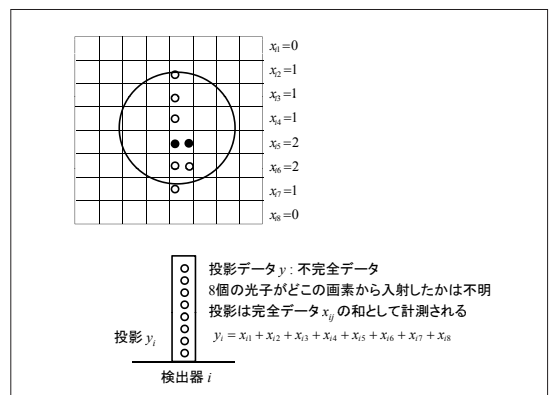 x_{i1}=0
x_{i2}=1
x_{i3}=1
x_{i4}=1
x_{i5}=2
x_{i6}=2
x_{i7}=1
x_{i8}=0
投影データ y : 不完全データ
8個の光子がどこの画素から入射したかは不明
投影は完全データ x_{ij} の和として計測される
y_i = x_{i1} + x_{i2} + x_{i3} + x_{i4} + x_{i5} + x_{i6} + x_{i7} + x_{i8}
投影 y_i
検出器 i